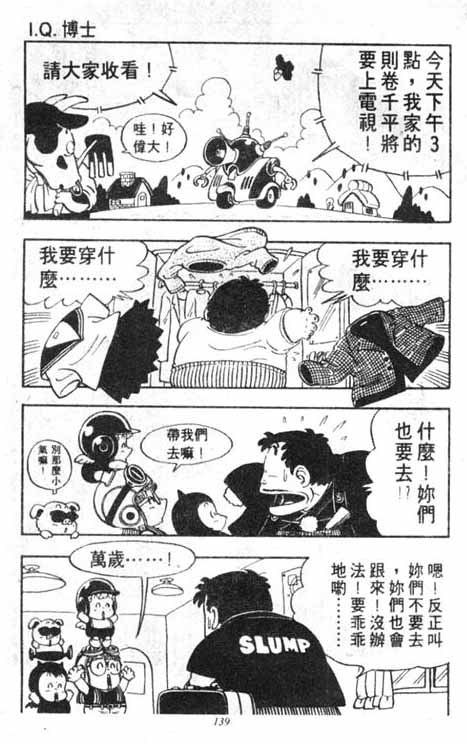 I.Q. 博士
今天下午3
點，我家的
則卷千平將
要上電視！
請大家收看！
哇！好
偉大！
我要穿什
麼………
我要穿什
麼………
什麼！妳們
也要去!?
帶我們
去嘛！
別那麼小
氣嘛！
嗯！反正叫
妳們不要去
，妳們也會
跟來！沒辦
法！要乖乖
地喲………
萬歲……！
SLUMP
139